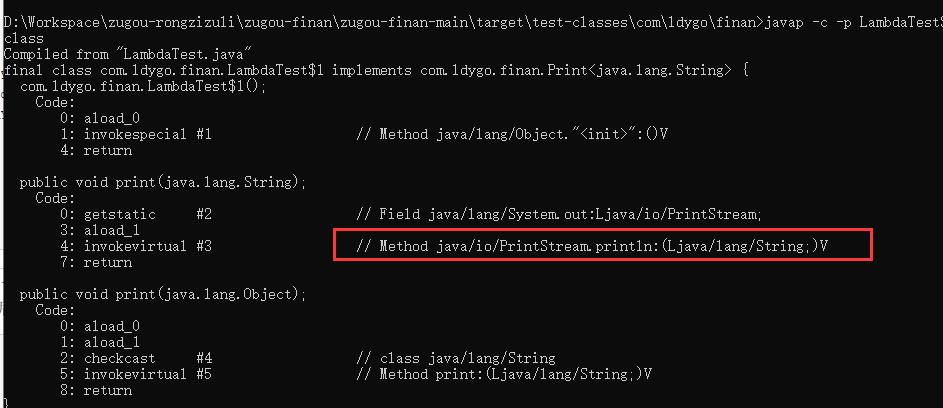 D:\Workspace\zugou-rongzizuli\zugou-finan\zugou-finan-main\target\test-classes\com\ldygo\finan>javap -c -p LambdaTest$
class
Compiled from "LambdaTest.java"
final class com.ldygo.finan.LambdaTest$1 implements com.ldygo.finan.Print<java.lang.String> {
  com.ldygo.finan.LambdaTest$1();
    Code:
       0: aload_0
       1: invokespecial #1                  // Method java/lang/Object."<init>":()V
       4: return

  public void print(java.lang.String);
    Code:
       0: getstatic     #2                  // Field java/lang/System.out:Ljava/io/PrintStream;
       3: aload_1
       4: invokevirtual #3                  // Method java/io/PrintStream.println:(Ljava/lang/String;)V
       7: return

  public void print(java.lang.Object);
    Code:
       0: aload_0
       1: aload_1
       2: checkcast     #4                  // class java/lang/String
       5: invokevirtual #5                  // Method print:(Ljava/lang/String;)V
       8: return
}